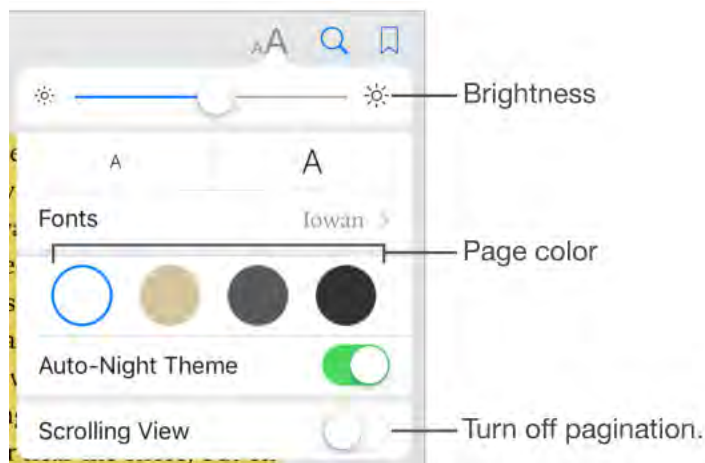 AA
Brightness
A A
Fonts Iowan >
Page color
Auto-Night Theme
Scrolling View Turn off pagination.